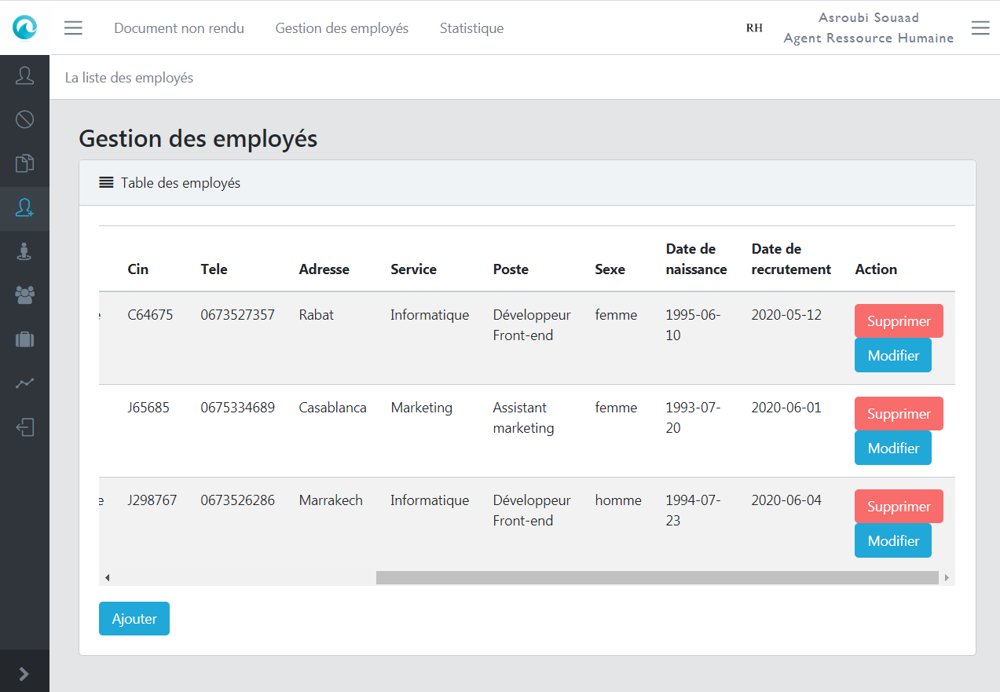 Document non rendu Gestion des employés Statistique RH Asroubi Souaad
Agent Ressource Humaine
La liste des employés
Gestion des employés
Table des employés
Cin Tele Adresse Service Poste Sexe Date de naissance Date de recrutement Action
e C64675 0673527357 Rabat Informatique Développeur Front-end femme 1995-06-10 2020-05-12 Supprimer
Modifier
J65685 0675334689 Casablanca Marketing Assistant marketing femme 1993-07-20 2020-06-01 Supprimer
Modifier
e J298767 0673526286 Marrakech Informatique Développeur Front-end homme 1994-07-23 2020-06-04 Supprimer
Modifier
Ajouter